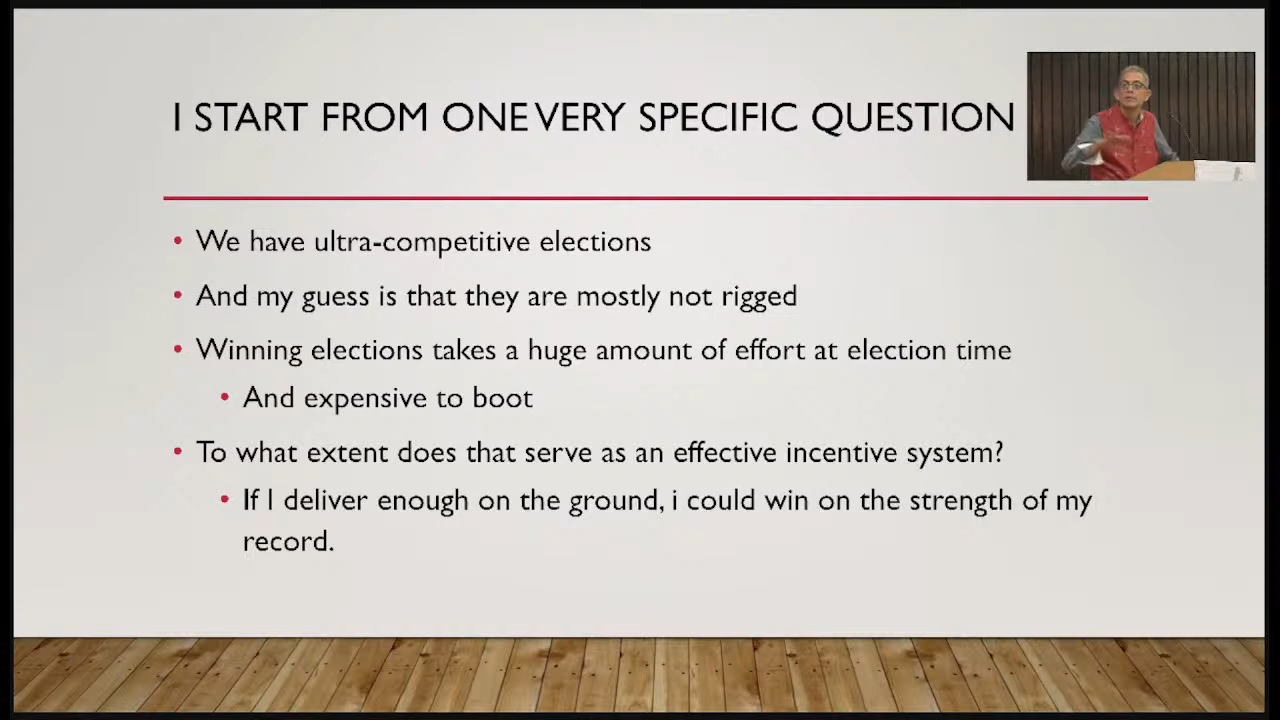 I START FROM ONE VERY SPECIFIC QUESTION
• We have ultra-competitive elections
• And my guess is that they are mostly not rigged
• Winning elections takes a huge amount of effort at election time
• And expensive to boot
• To what extent does that serve as an effective incentive system?
• If I deliver enough on the ground, i could win on the strength of my
record.